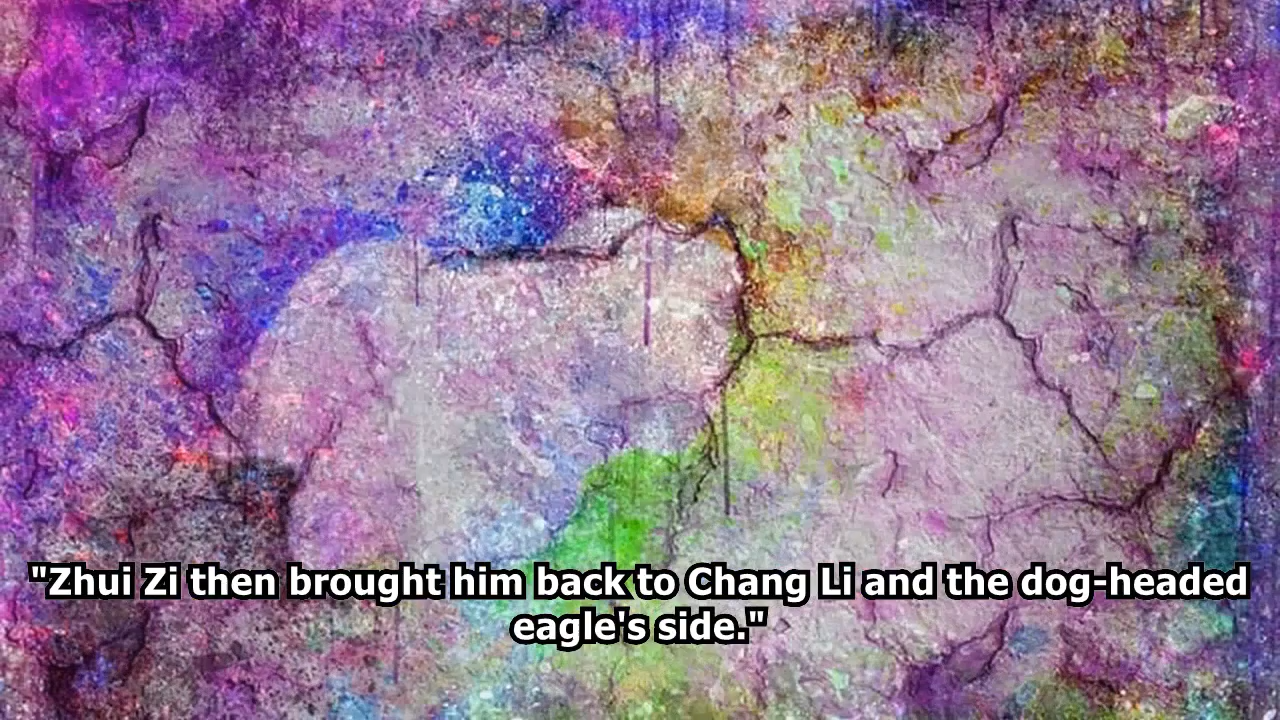 "Zhui Zi then brought him back to Chang Li and the dog-headed
eagle's side."